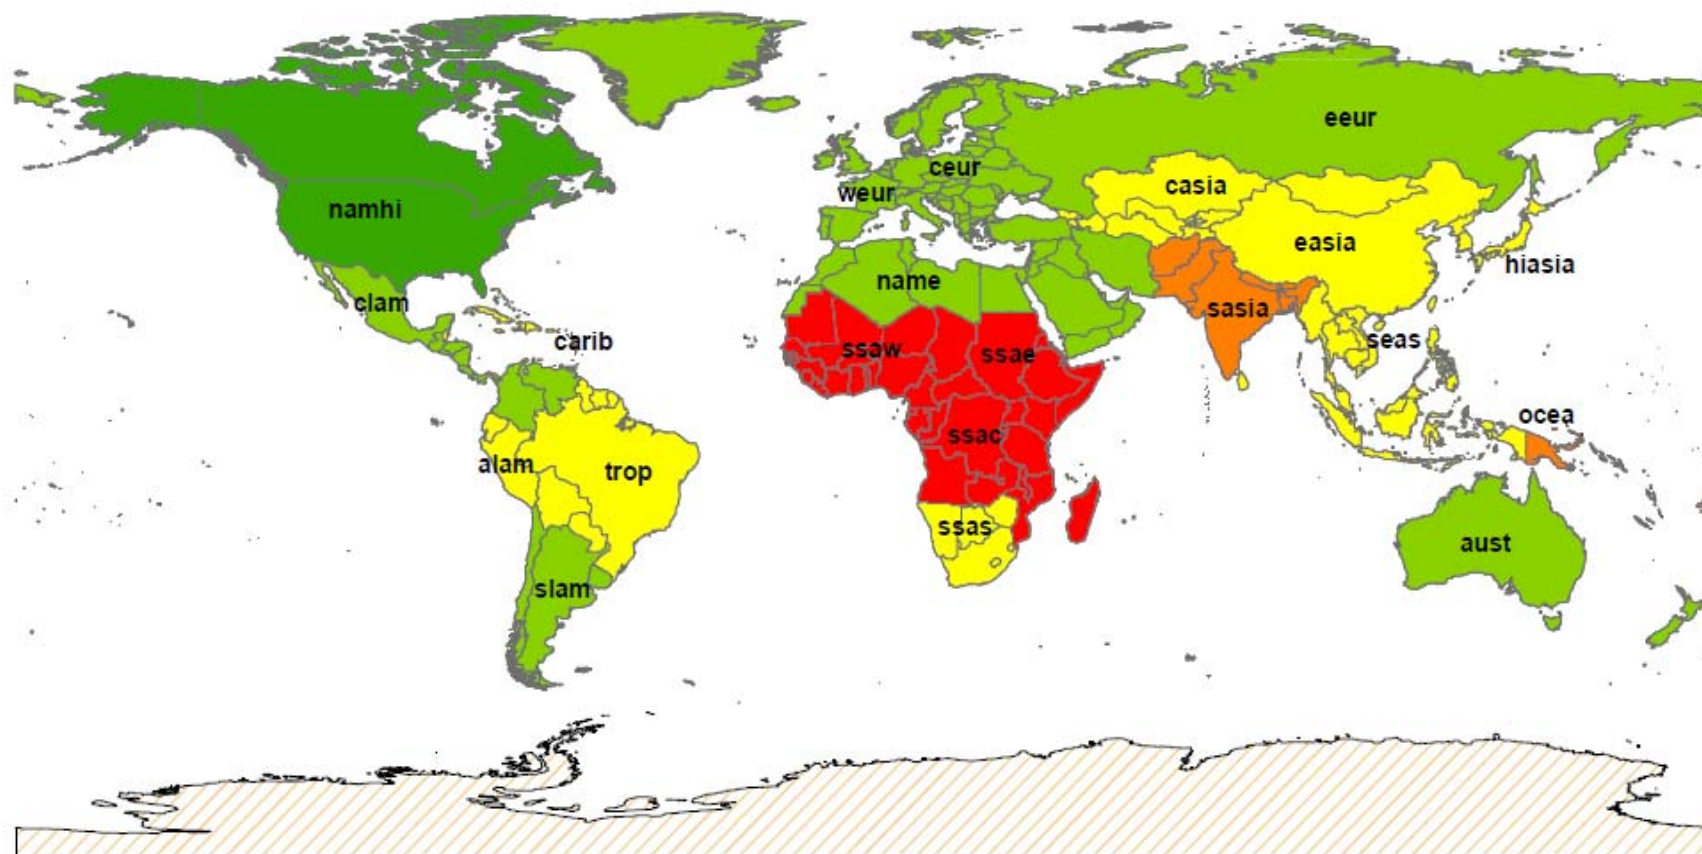 eeur
ceur
weur
casia
namhi
easia
hiasia
name
clam
sasia
carib
ssaw
ssae
seas
ocea
ssac
alam
trop
ssas
aust
slam